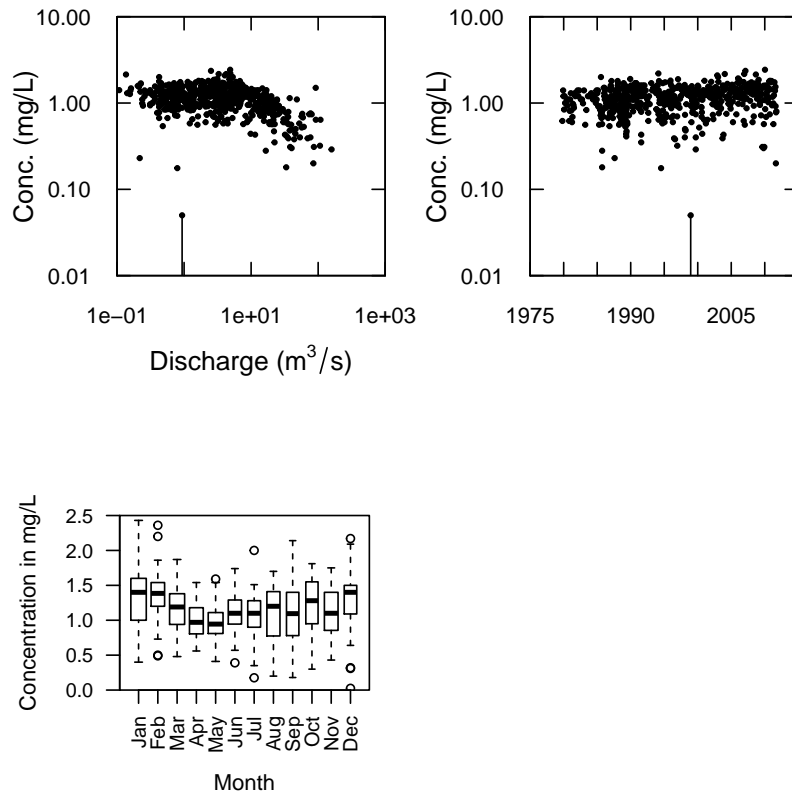 10.00
1.00
0.10
0.01
Conc. (mg/L)
1e−01
1e+01
1e+03
Discharge (m³/s)
10.00
1.00
0.10
0.01
Conc. (mg/L)
1975
1990
2005
2.5
2.0
1.5
1.0
0.5
0.0
Concentration in mg/L
Jan
Feb
Mar
Apr
May
Jun
Jul
Aug
Sep
Oct
Nov
Dec
Month